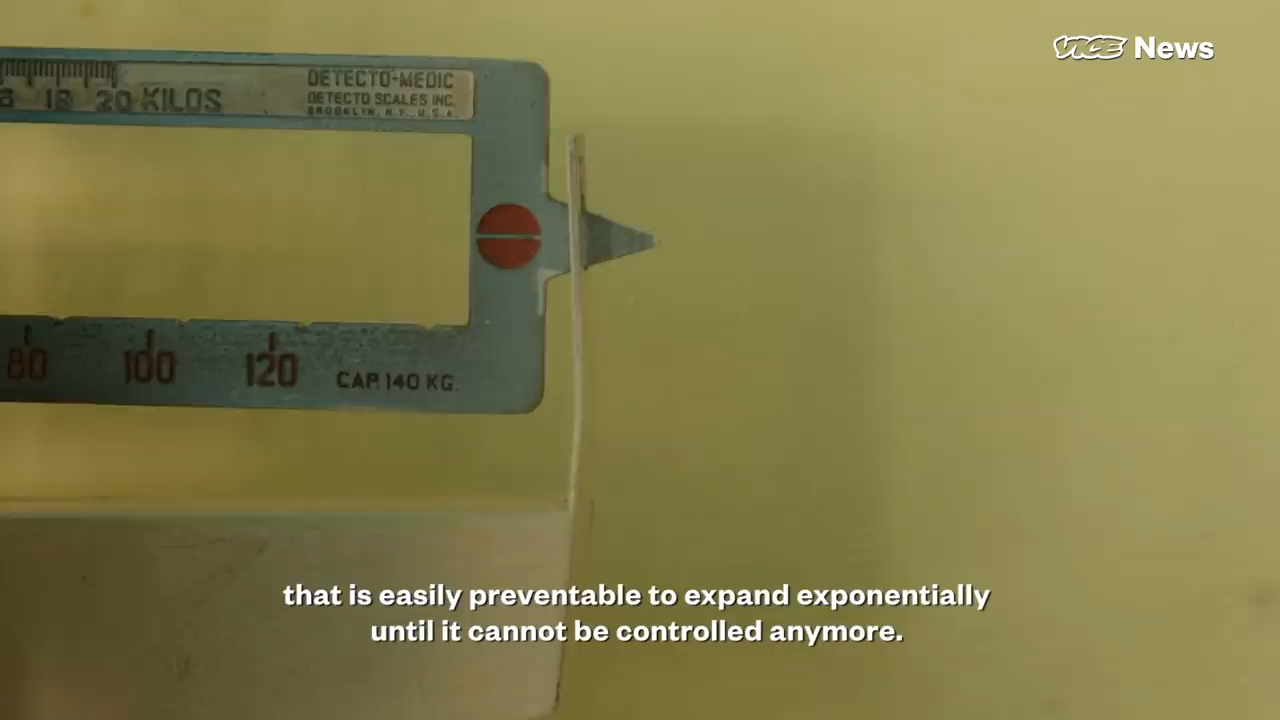 VICE News
18 20 KILOS
DETECTO-MEDIC
DETECTO SCALES INC.
BROOKLYN, N.Y., U.S.A.
80 100 120 CAP. 140 KG.
that is easily preventable to expand exponentially
until it cannot be controlled anymore.